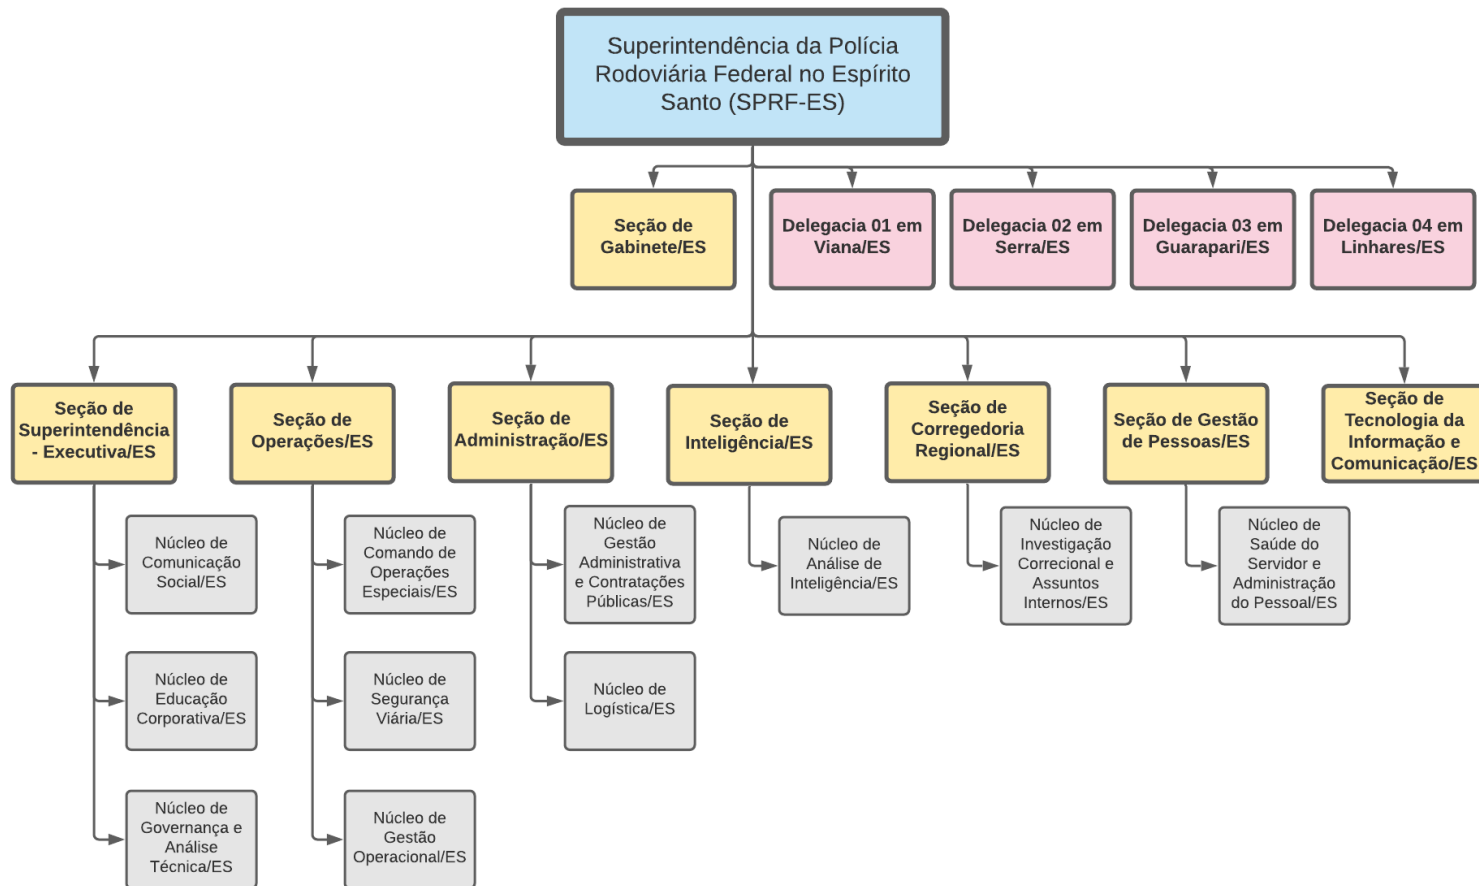 Superintendência da Polícia
Rodoviária Federal no Espírito
Santo (SPRF-ES)
Seção de
Gabinete/ES
Delegacia 01 em
Viana/ES
Delegacia 02 em
Serra/ES
Delegacia 03 em
Guarapari/ES
Delegacia 04 em
Linhares/ES
Seção de
Superintendência
- Executiva/ES
Seção de
Operações/ES
Seção de
Administração/ES
Seção de
Inteligência/ES
Seção de
Corregedoria
Regional/ES
Seção de Gestão
de Pessoas/ES
Seção de
Tecnologia da
Informação e
Comunicação/ES
Núcleo de
Comunicação
Social/ES
Núcleo de
Comando de
Operações
Especiais/ES
Núcleo de
Gestão
Administrativa
e Contratações
Públicas/ES
Núcleo de
Análise de
Inteligência/ES
Núcleo de
Investigação
Correcional e
Assuntos
Internos/ES
Núcleo de
Saúde do
Servidor e
Administração
do Pessoal/ES
Núcleo de
Educação
Corporativa/ES
Núcleo de
Segurança
Viária/ES
Núcleo de
Logística/ES
Núcleo de
Governança e
Análise
Técnica/ES
Núcleo de
Gestão
Operacional/ES